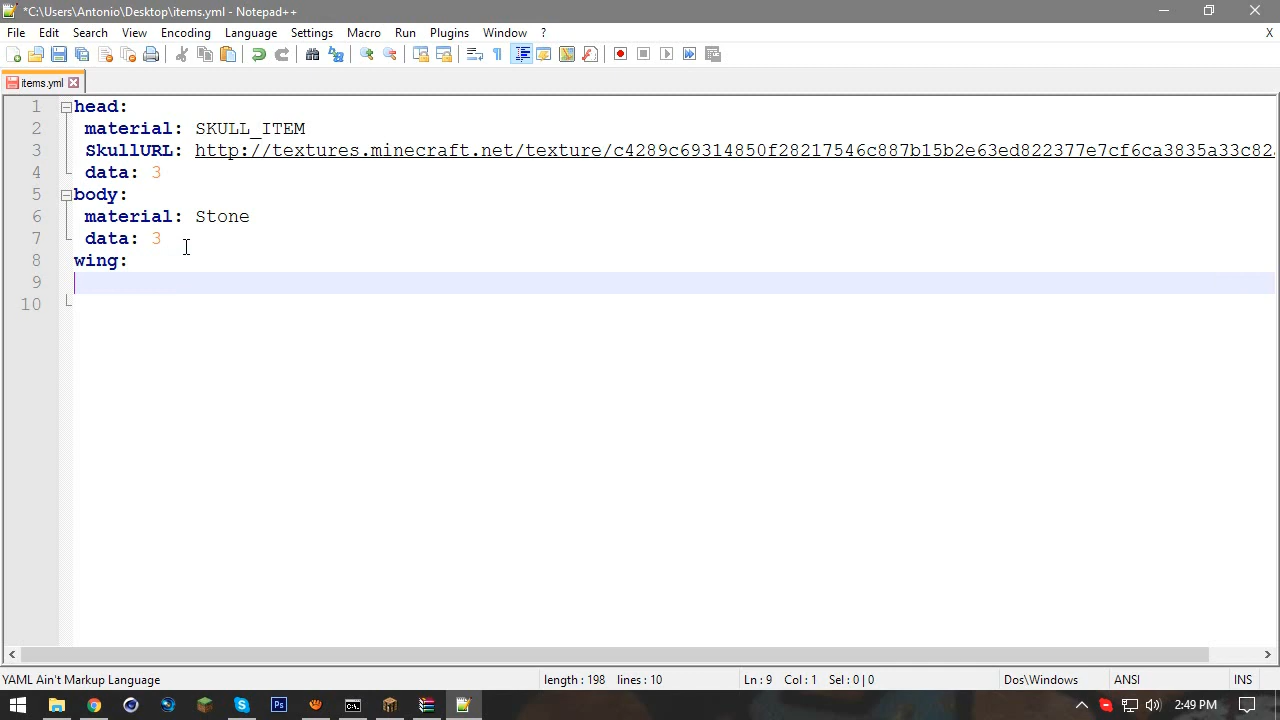 *C:\Users\Antonio\Desktop\items.yml - Notepad++
File Edit Search View Encoding Language Settings Macro Run Plugins Window ? X
items.yml
1 head:
2 material: SKULL_ITEM
3 SkullURL: http://textures.minecraft.net/texture/c4289c69314850f28217546c887b15b2e63ed822377e7cf6ca3835a33c82
4 data: 3
5 body:
6 material: Stone
7 data: 3
8 wing:
9
10
YAML Ain't Markup Language length : 198 lines : 10 Ln : 9 Col : 1 Sel : 0 | 0 Dos\Windows ANSI INS
Ps C:\ 2:49 PM